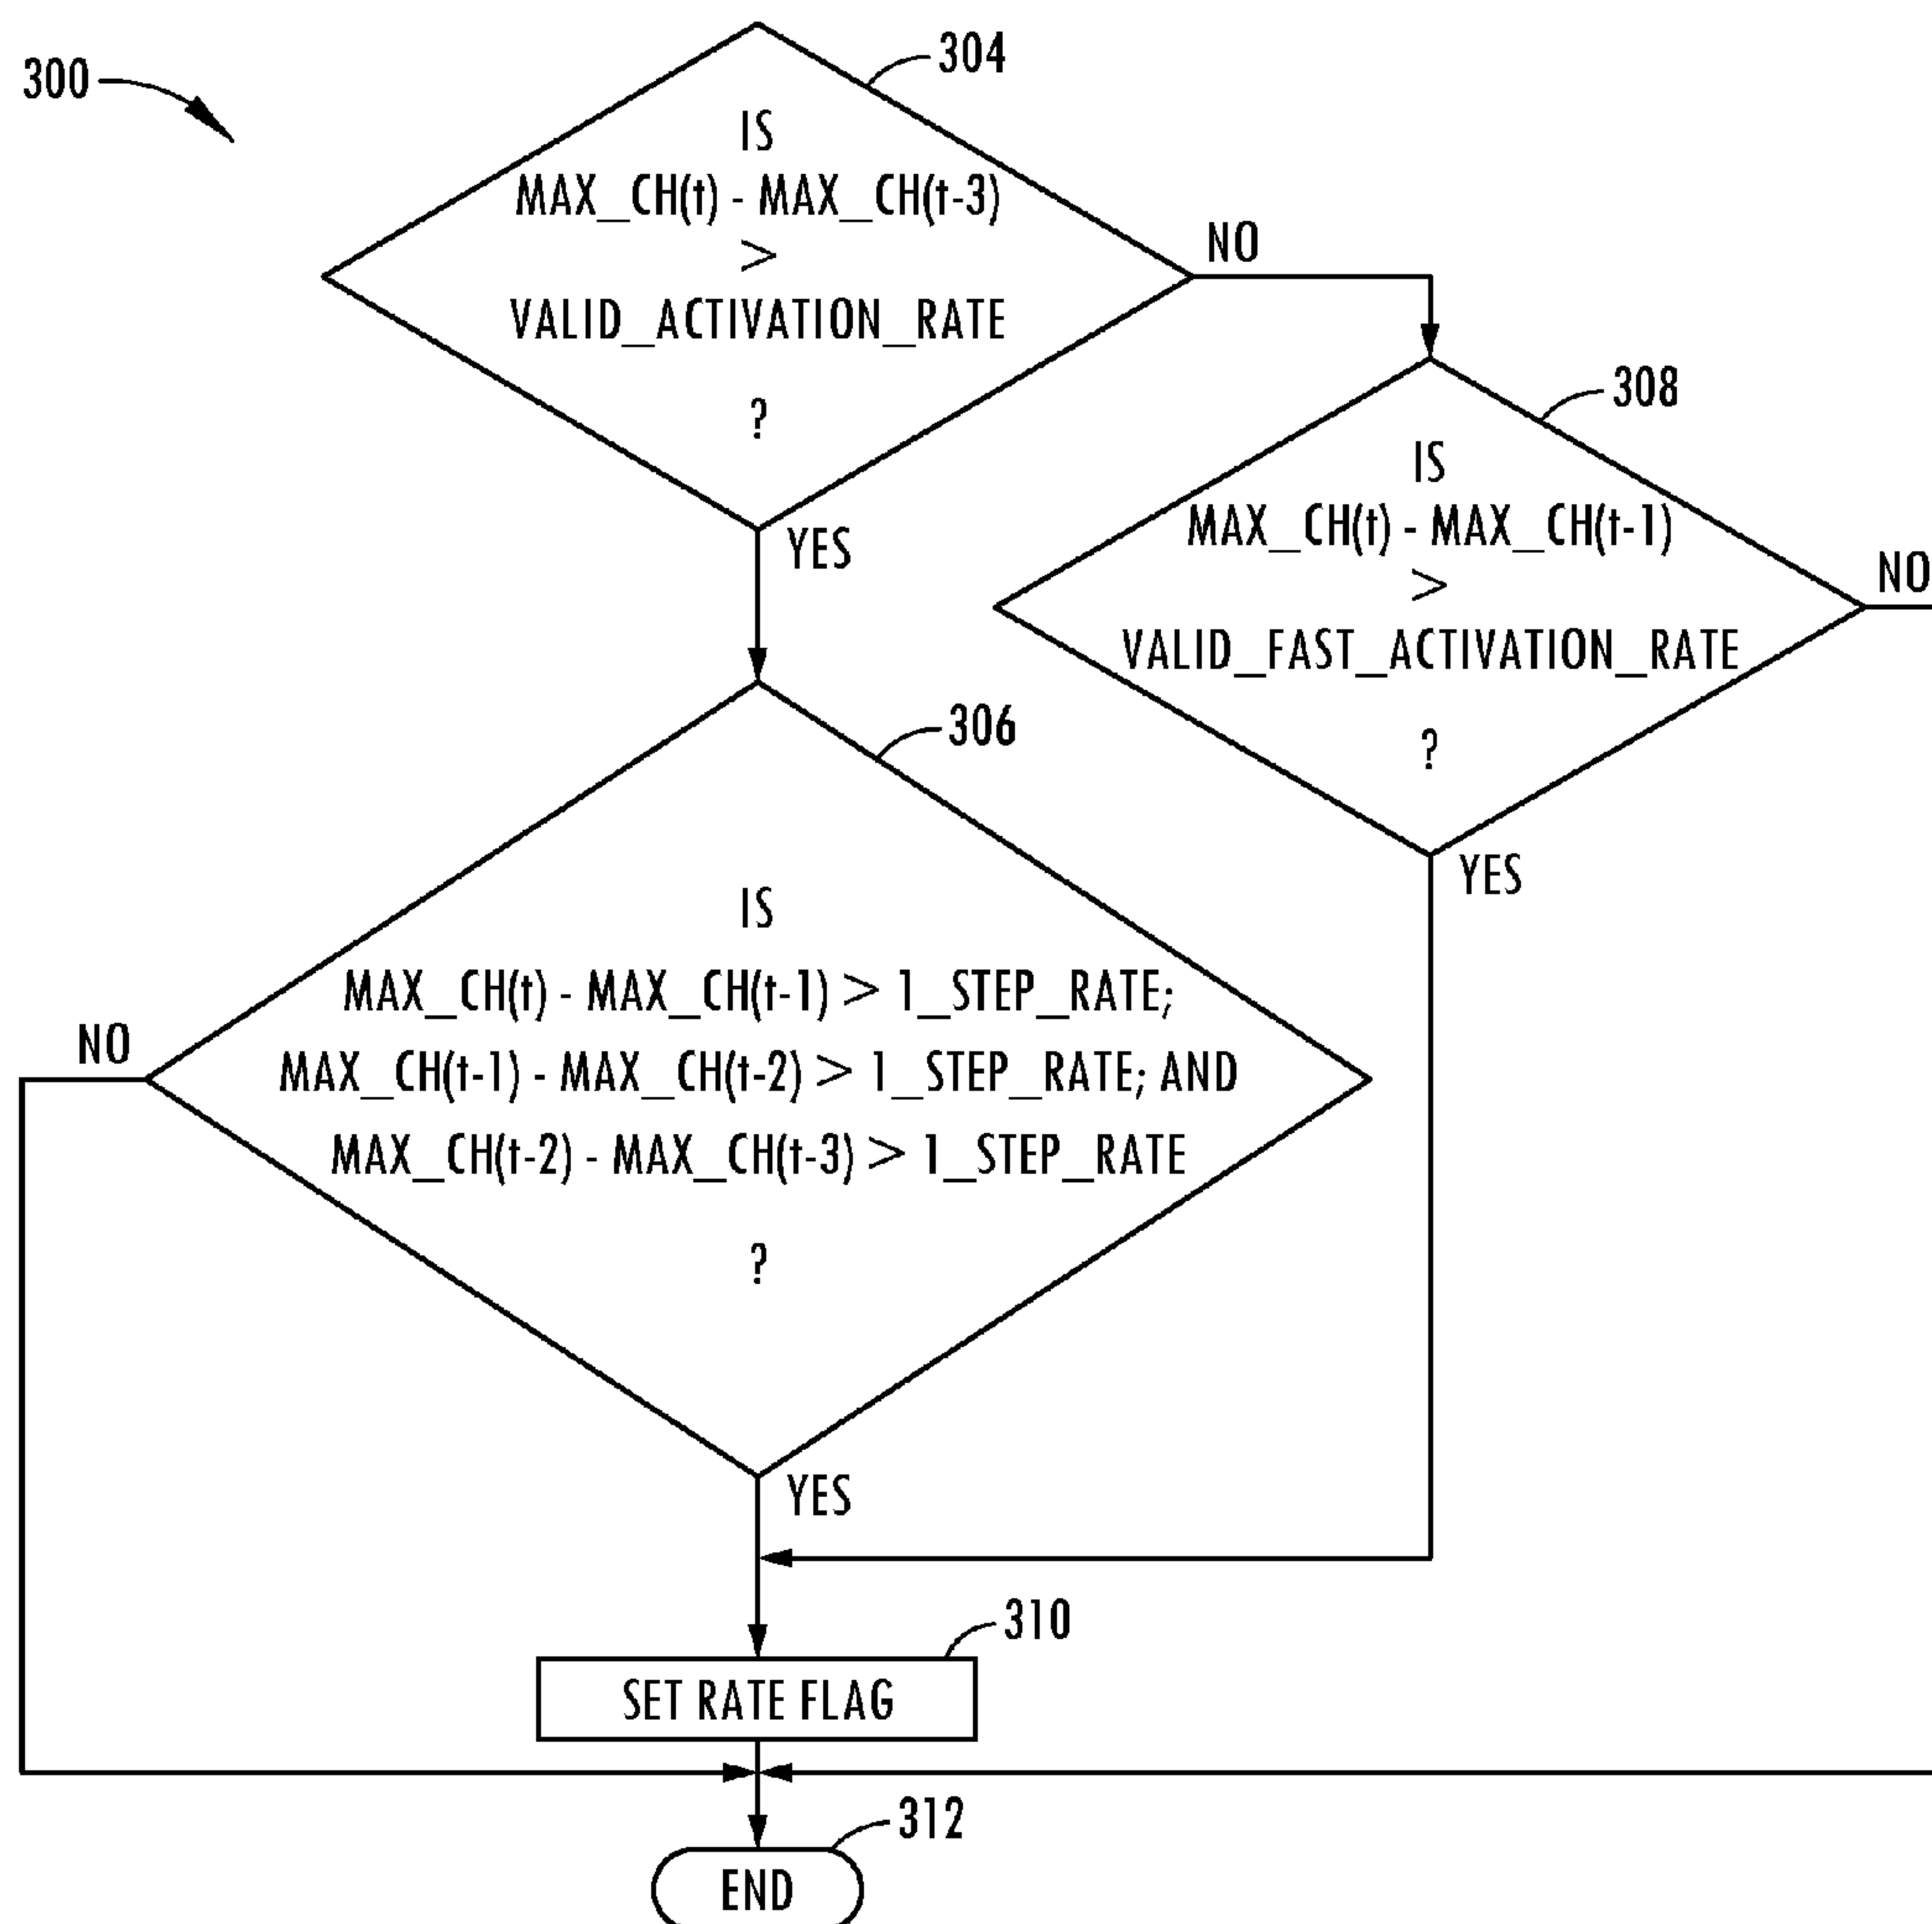 300
304
IS
MAX_CH(t) - MAX_CH(t-3)
>
VALID_ACTIVATION_RATE
?
NO
YES
308
IS
MAX_CH(t) - MAX_CH(t-1)
>
VALID_FAST_ACTIVATION_RATE
?
NO
YES
306
IS
MAX_CH(t) - MAX_CH(t-1) > 1_STEP_RATE;
MAX_CH(t-1) - MAX_CH(t-2) > 1_STEP_RATE; AND
MAX_CH(t-2) - MAX_CH(t-3) > 1_STEP_RATE
?
NO
YES
310
SET RATE FLAG
312
END